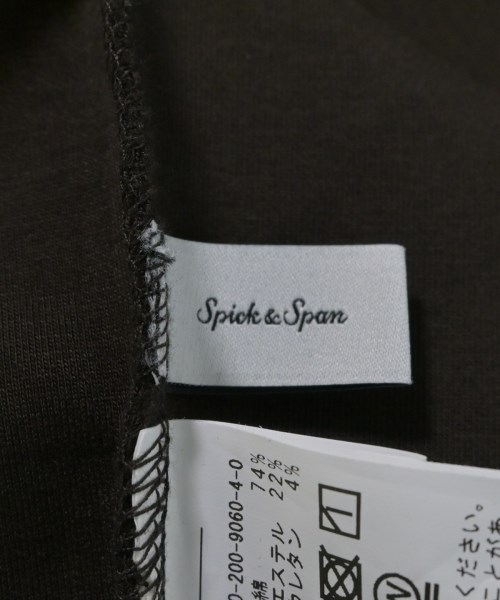 Spick & Span
0-200-9060-4-0
綿 74%
エステル 22%
レタン 4%
ください。
ことがあ
W